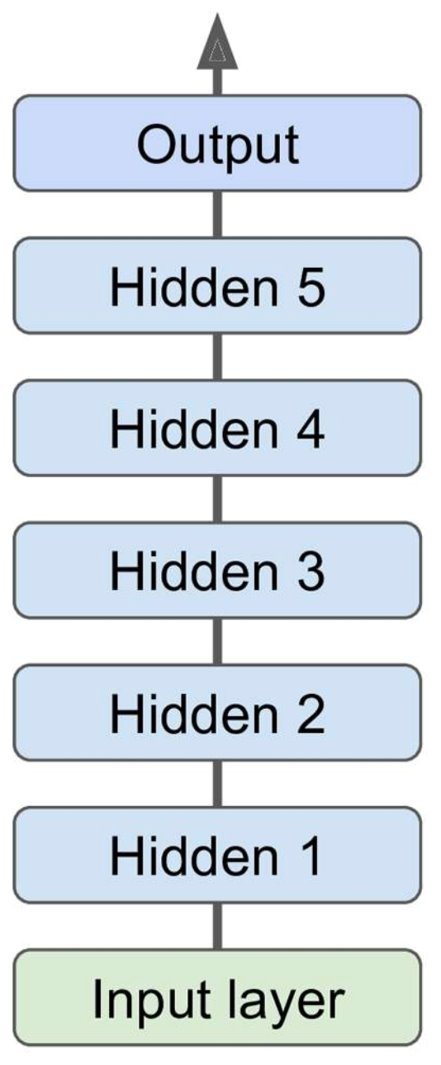 Output
Hidden 5
Hidden 4
Hidden 3
Hidden 2
Hidden 1
Input layer